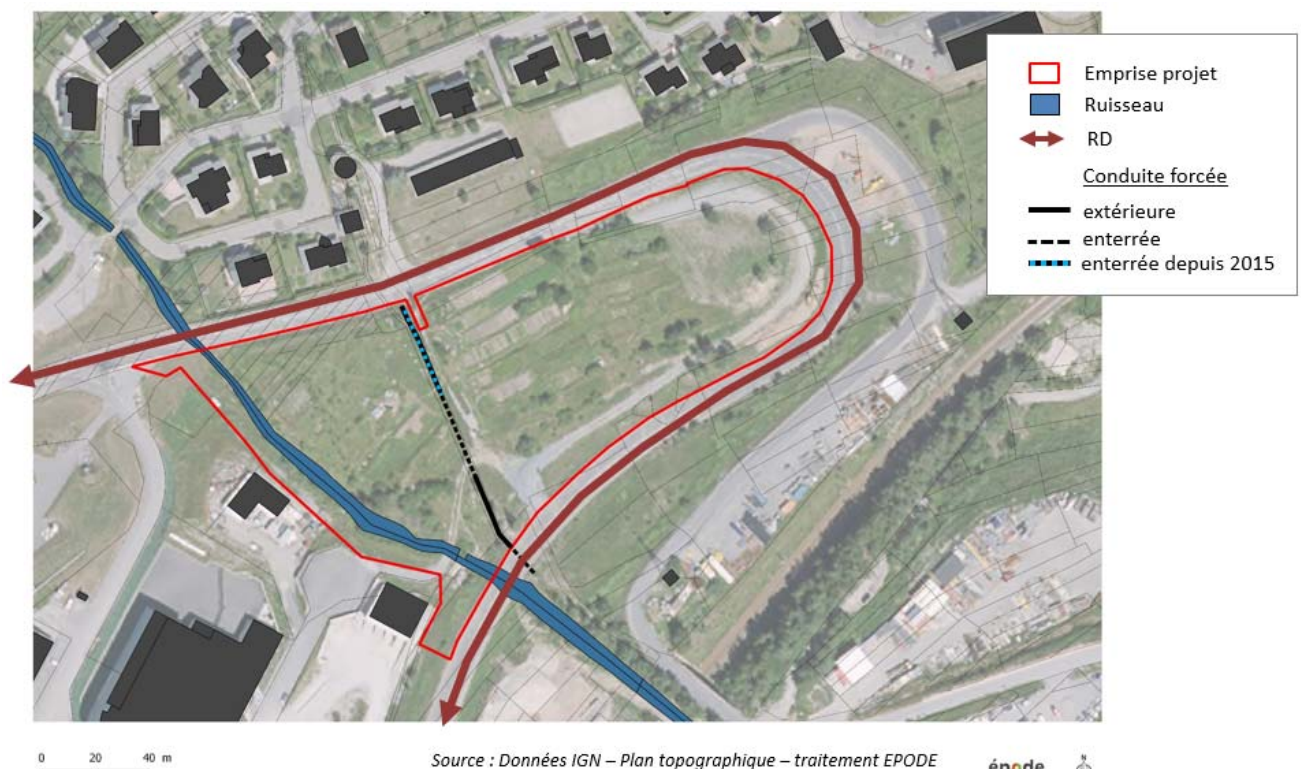 Emprise projet
Ruisseau
RD
Conduite forcée
extérieure
enterrée
enterrée depuis 2015
0 20 40 m
Source : Données IGN – Plan topographique – traitement EPODE
épode
N